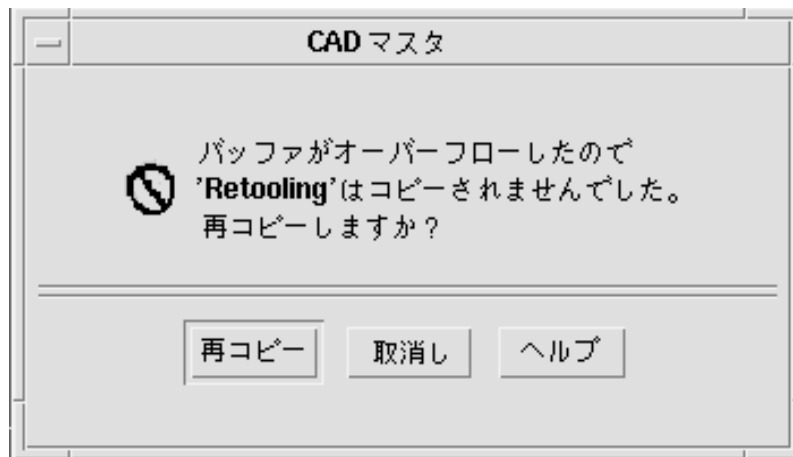 CAD マスタ
バッファがオーバーフローしたので
'Retooling'はコピーされませんでした。
再コピーしますか？
再コピー
取消し
ヘルプ